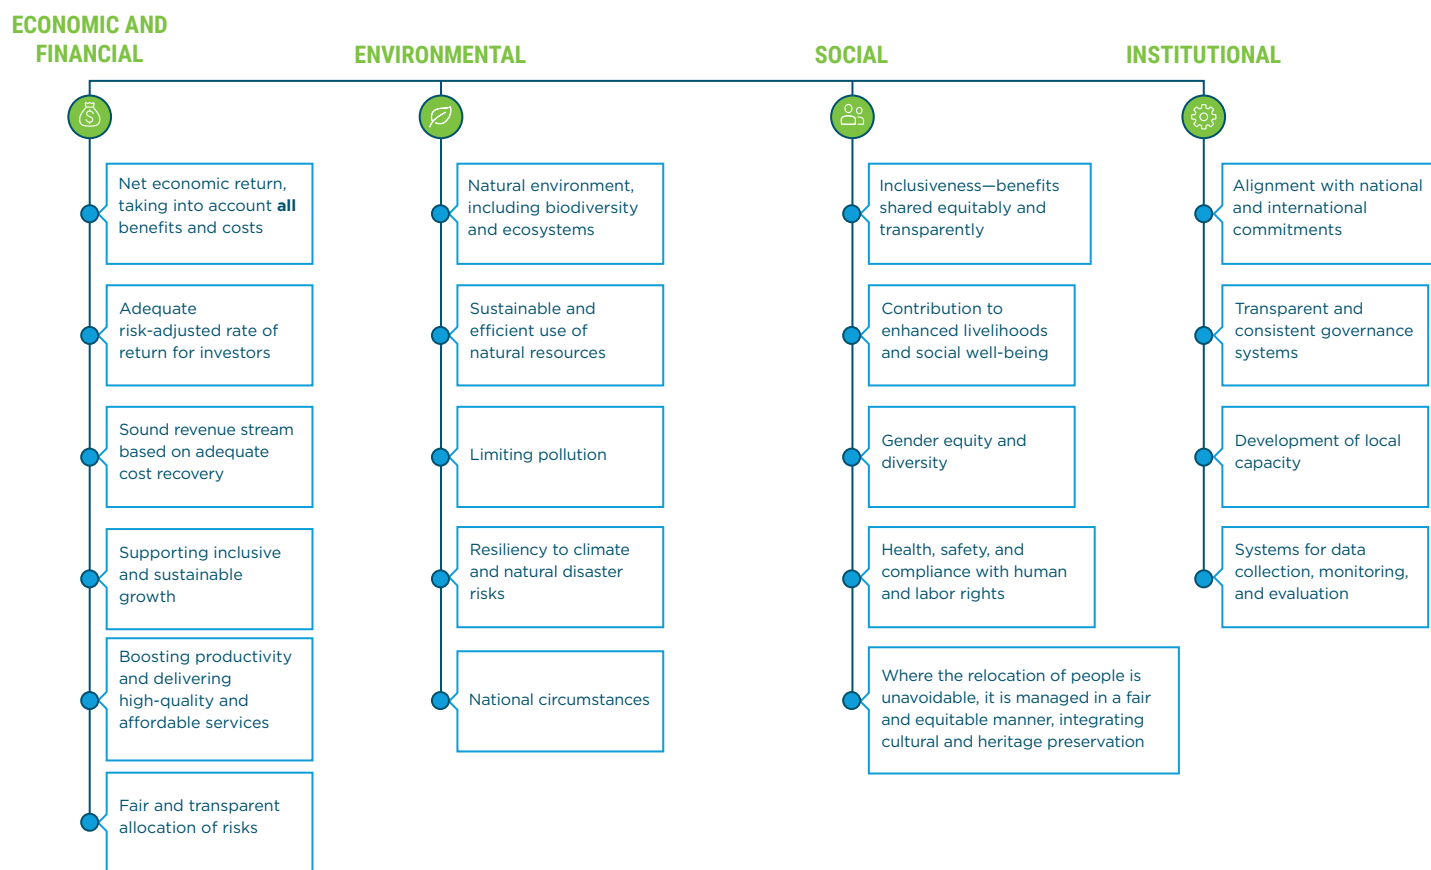 ECONOMIC AND
FINANCIAL
Net economic return,
taking into account all
benefits and costs
Adequate
risk-adjusted rate of
return for investors
Sound revenue stream
based on adequate
cost recovery
Supporting inclusive
and sustainable
growth
Boosting productivity
and delivering
high-quality and
affordable services
Fair and transparent
allocation of risks
ENVIRONMENTAL
Natural environment,
including biodiversity
and ecosystems
Sustainable and
efficient use of
natural resources
Limiting pollution
Resiliency to climate
and natural disaster
risks
National circumstances
SOCIAL
Inclusiveness—benefits
shared equitably and
transparently
Contribution to
enhanced livelihoods
and social well-being
Gender equity and
diversity
Health, safety, and
compliance with human
and labor rights
Where the relocation of people is
unavoidable, it is managed in a fair
and equitable manner, integrating
cultural and heritage preservation
INSTITUTIONAL
Alignment with national
and international
commitments
Transparent and
consistent governance
systems
Development of local
capacity
Systems for data
collection, monitoring,
and evaluation